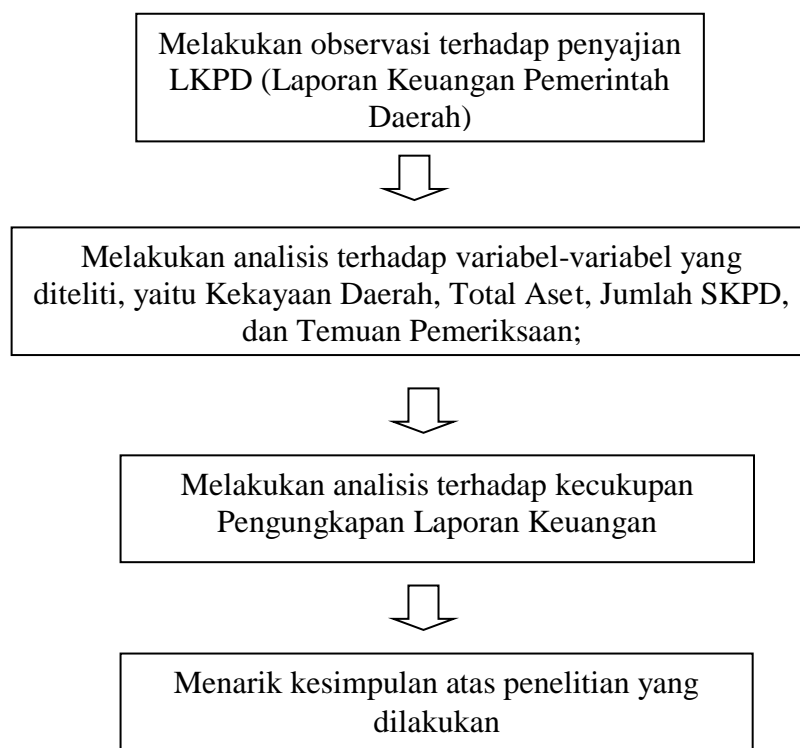 Melakukan observasi terhadap penyajian
LKPD (Laporan Keuangan Pemerintah
Daerah)
Melakukan analisis terhadap variabel-variabel yang
diteliti, yaitu Kekayaan Daerah, Total Aset, Jumlah SKPD,
dan Temuan Pemeriksaan;
Melakukan analisis terhadap kecukupan
Pengungkapan Laporan Keuangan
Menarik kesimpulan atas penelitian yang
dilakukan